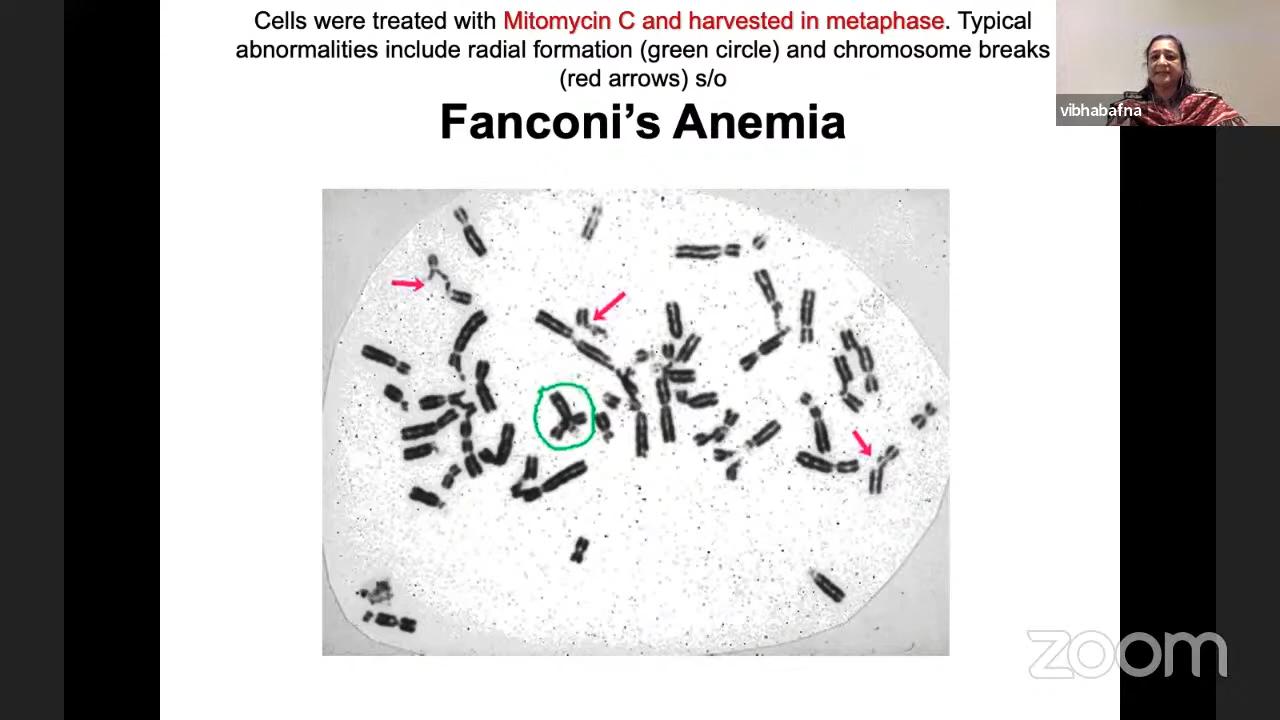 Cells were treated with Mitomycin C and harvested in metaphase. Typical
abnormalities include radial formation (green circle) and chromosome breaks
(red arrows) s/o
Fanconi's Anemia
vibhabafna
zoom